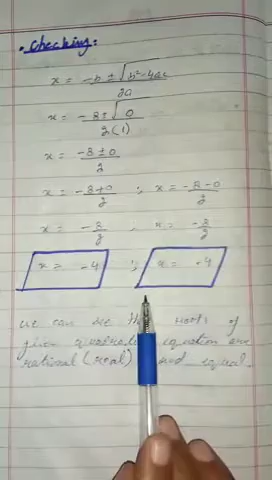 • Checking:
x = -b ± √b²-4ac / 2a
x = -8 ± √0 / 2(1)
x = -8 ± 0 / 2
x = -8+0 / 2 ; x = -8-0 / 2
x = -8 / 2 ; x = -8 / 2
x = -4 ; x = -4
we can see roots of
given quadratic equation are
rational (real) and equal